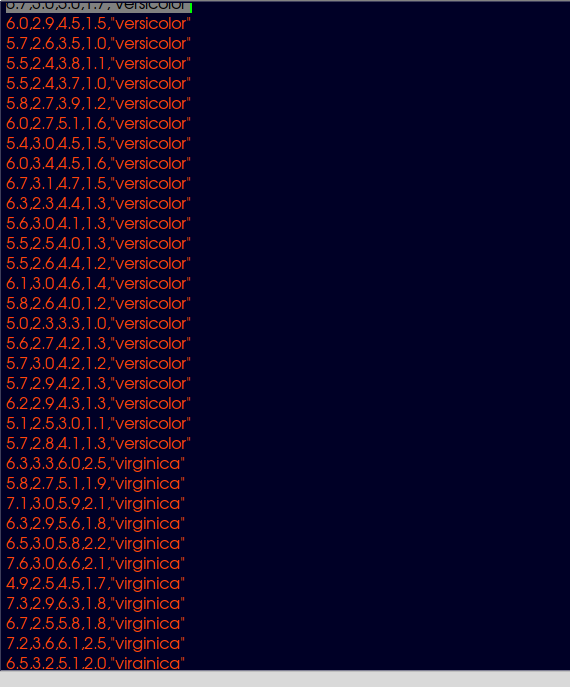 6.7,3.0,5.0,1.7,"versicolor"
6.0,2.9,4.5,1.5,"versicolor"
5.7,2.6,3.5,1.0,"versicolor"
5.5,2.4,3.8,1.1,"versicolor"
5.5,2.4,3.7,1.0,"versicolor"
5.8,2.7,3.9,1.2,"versicolor"
6.0,2.7,5.1,1.6,"versicolor"
5.4,3.0,4.5,1.5,"versicolor"
6.0,3.4,4.5,1.6,"versicolor"
6.7,3.1,4.7,1.5,"versicolor"
6.3,2.3,4.4,1.3,"versicolor"
5.6,3.0,4.1,1.3,"versicolor"
5.5,2.5,4.0,1.3,"versicolor"
5.5,2.6,4.4,1.2,"versicolor"
6.1,3.0,4.6,1.4,"versicolor"
5.8,2.6,4.0,1.2,"versicolor"
5.0,2.3,3.3,1.0,"versicolor"
5.6,2.7,4.2,1.3,"versicolor"
5.7,3.0,4.2,1.2,"versicolor"
5.7,2.9,4.2,1.3,"versicolor"
6.2,2.9,4.3,1.3,"versicolor"
5.1,2.5,3.0,1.1,"versicolor"
5.7,2.8,4.1,1.3,"versicolor"
6.3,3.3,6.0,2.5,"virginica"
5.8,2.7,5.1,1.9,"virginica"
7.1,3.0,5.9,2.1,"virginica"
6.3,2.9,5.6,1.8,"virginica"
6.5,3.0,5.8,2.2,"virginica"
7.6,3.0,6.6,2.1,"virginica"
4.9,2.5,4.5,1.7,"virginica"
7.3,2.9,6.3,1.8,"virginica"
6.7,2.5,5.8,1.8,"virginica"
7.2,3.6,6.1,2.5,"virginica"
6.5,3.2,5.1,2.0,"virginica"